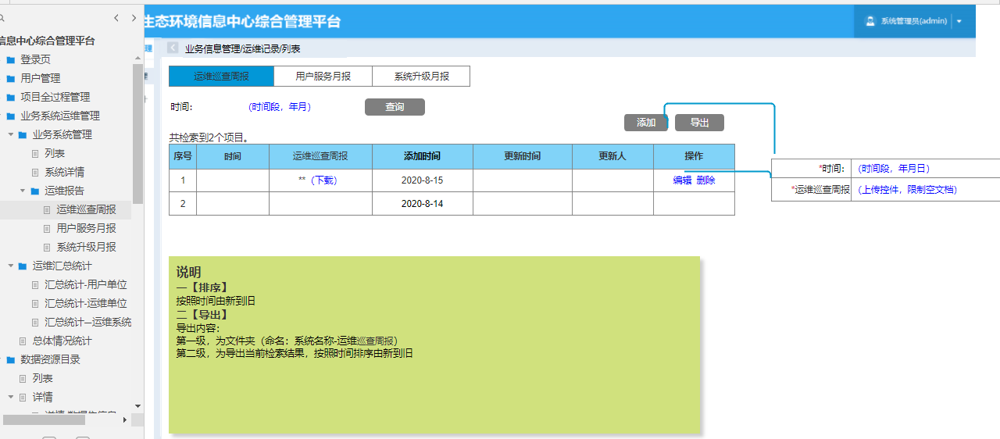 生态环境信息中心综合管理平台
系统管理员(admin)
信息中心综合管理平台
登录页
用户管理
项目全过程管理
业务系统运维管理
业务系统管理
列表
系统详情
运维报告
运维巡查周报
用户服务月报
系统升级月报
运维汇总统计
汇总统计-用户单位
汇总统计-运维单位
汇总统计—运维系统
总体情况统计
数据资源目录
列表
详情
业务信息管理/运维记录/列表
运维巡查周报 用户服务月报 系统升级月报
时间: (时间段，年月) 查询
添加 导出
共检索到2个项目。
序号 时间 运维巡查周报 添加时间 更新时间 更新人 操作
1 **（下载） 2020-8-15 编辑 删除
2 2020-8-14
*时间: (时间段，年月日)
*运维巡查周报 (上传控件，限制空文档)
说明
一【排序】
按照时间由新到旧
二【导出】
导出内容:
第一级，为文件夹（命名：系统名称-运维巡查周报）
第二级，为导出当前检索结果，按照时间排序由新到旧